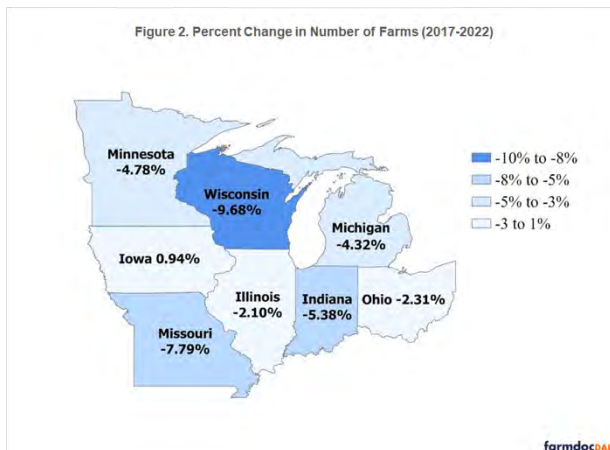 Figure 2. Percent Change in Number of Farms (2017-2022)
Minnesota
-4.78%
Wisconsin
-9.68%
Michigan
-4.32%
Iowa 0.94%
Illinois
-2.10%
Indiana
-5.38%
Ohio -2.31%
Missouri
-7.79%
-10% to -8%
-8% to -5%
-5% to -3%
-3 to 1%
farmdoc